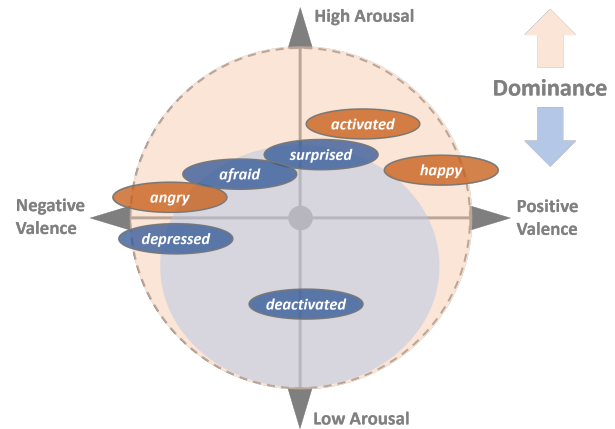 High Arousal
Dominance
activated
surprised
happy
afraid
angry
Negative
Valence
Positive
Valence
depressed
deactivated
Low Arousal